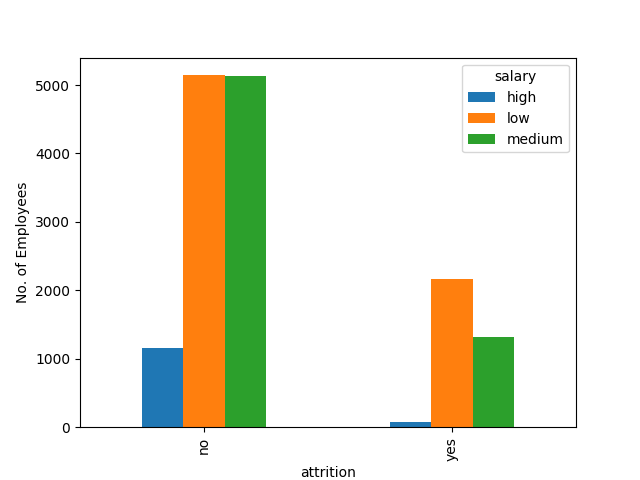 salary
high
low
medium
5000
4000
3000
2000
1000
0
No. of Employees
no
yes
attrition